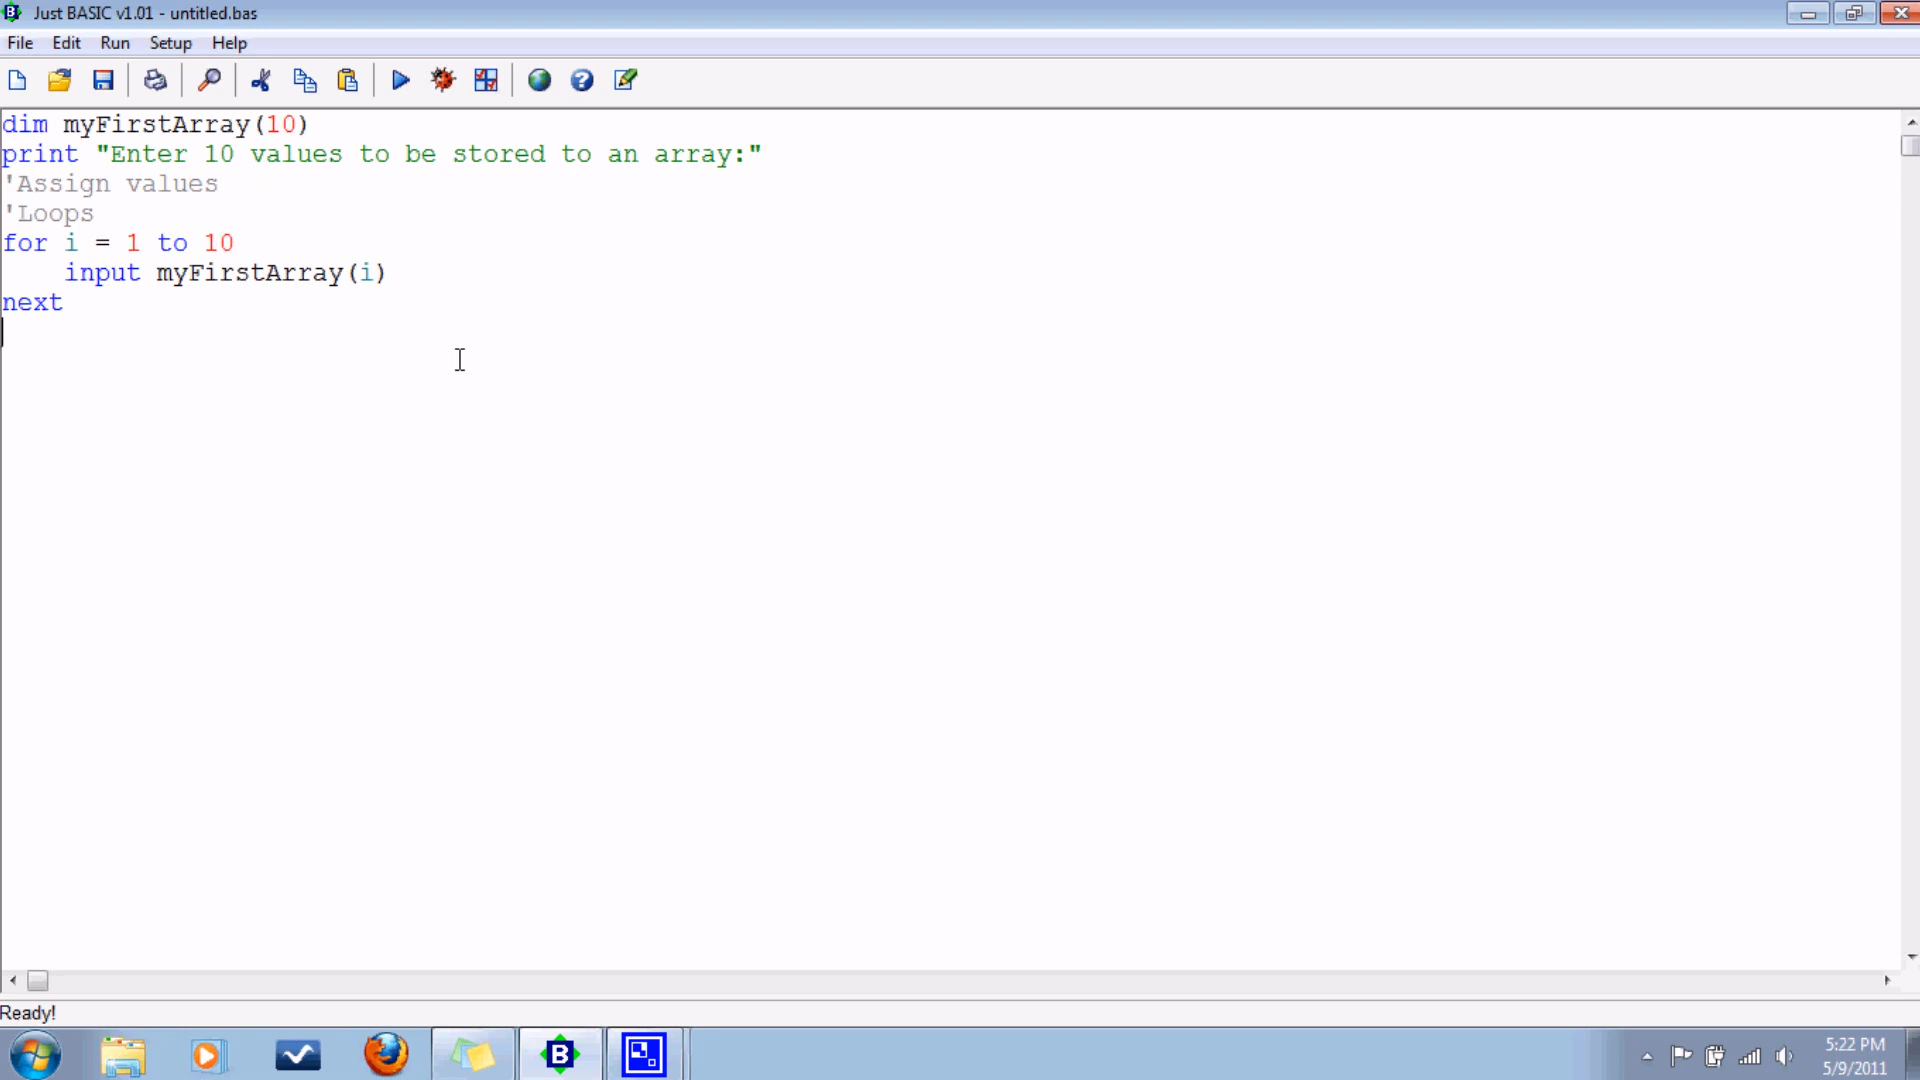 Just BASIC v1.01 - untitled.bas
File Edit Run Setup Help
dim myFirstArray(10)
print "Enter 10 values to be stored to an array:"
'Assign values
'Loops
for i = 1 to 10
    input myFirstArray(i)
next
Ready!
5:22 PM
5/9/2011